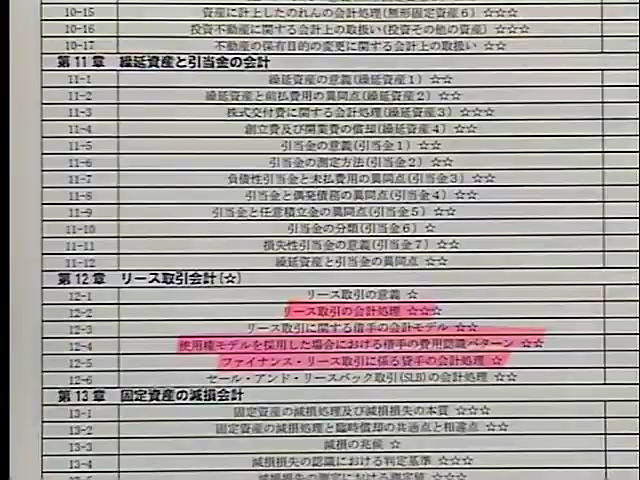 10-15 資産に計上したのれんの会計処理(無形固定資産6) ☆☆☆
10-16 投資不動産に関する会計上の取扱い(投資その他の資産) ☆☆☆
10-17 不動産の保有目的の変更に関する会計上の取扱い ☆☆
第11章 繰延資産と引当金の会計
11-1 繰延資産の意義(繰延資産1) ☆☆
11-2 繰延資産と前払費用の異同点(繰延資産2) ☆☆
11-3 株式交付費に関する会計処理(繰延資産3) ☆☆☆
11-4 創立費及び開業費の償却(繰延資産4) ☆☆
11-5 引当金の意義(引当金1) ☆☆
11-6 引当金の測定方法(引当金2) ☆☆
11-7 負債性引当金と未払費用の異同点(引当金3) ☆☆
11-8 引当金と偶発債務の異同点(引当金4) ☆☆
11-9 引当金と任意積立金の異同点(引当金5) ☆☆
11-10 引当金の分類(引当金6) ☆
11-11 損失性引当金の意義(引当金7) ☆☆
11-12 繰延資産と引当金の異同点 ☆☆
第12章 リース取引会計(☆)
12-1 リース取引の意義 ☆
12-2 リース取引の会計処理 ☆☆☆
12-3 リース取引に関する借手の会計モデル ☆☆
12-4 使用権モデルを採用した場合における借手の費用認識パターン ☆☆
12-5 ファイナンス・リース取引に係る貸手の会計処理 ☆
12-6 セール・アンド・リースバック取引(SLB)の会計処理 ☆☆
第13章 固定資産の減損会計
13-1 固定資産の減損処理及び減損損失の本質 ☆☆☆
13-2 固定資産の減損処理と臨時償却の共通点と相違点 ☆☆
13-3 減損の兆候 ☆
13-4 減損損失の認識における判定基準 ☆☆☆